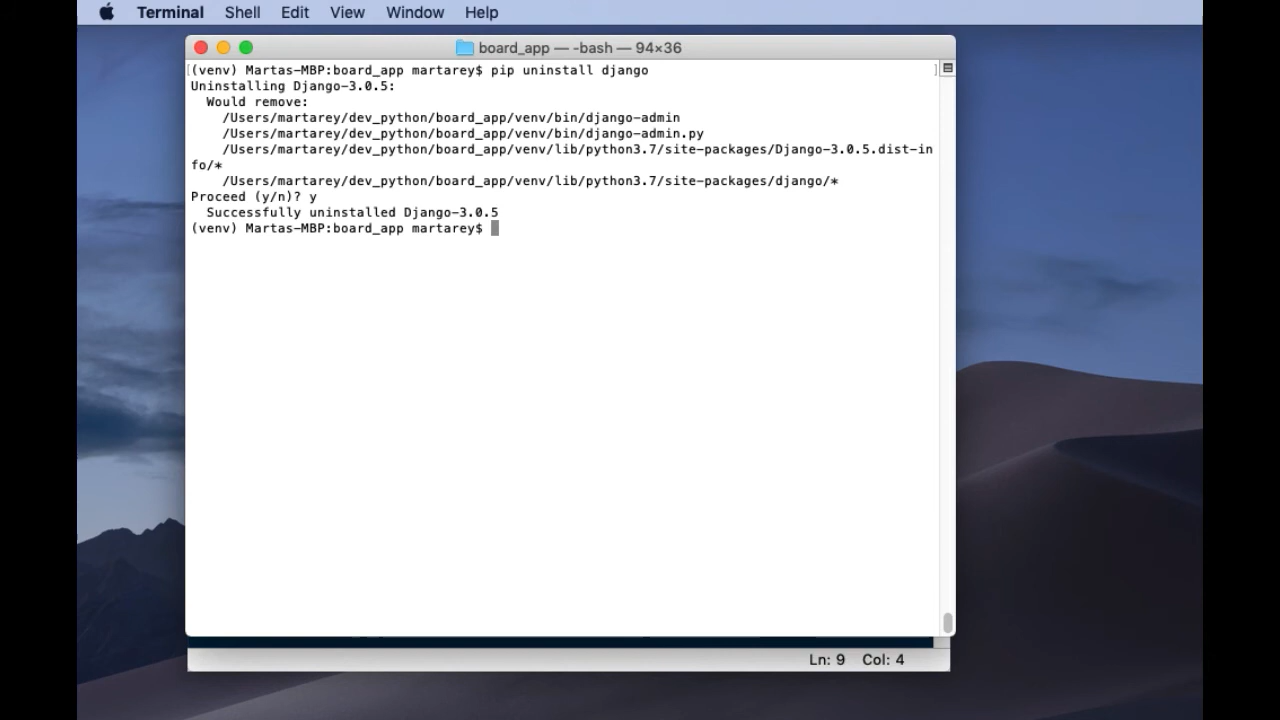 Terminal Shell Edit View Window Help
board_app — -bash — 94×36
[(venv) Martas-MBP:board_app martarey$ pip uninstall django ]
Uninstalling Django-3.0.5:
  Would remove:
    /Users/martarey/dev_python/board_app/venv/bin/django-admin
    /Users/martarey/dev_python/board_app/venv/bin/django-admin.py
    /Users/martarey/dev_python/board_app/venv/lib/python3.7/site-packages/Django-3.0.5.dist-in
fo/*
    /Users/martarey/dev_python/board_app/venv/lib/python3.7/site-packages/django/*
Proceed (y/n)? y
  Successfully uninstalled Django-3.0.5
(venv) Martas-MBP:board_app martarey$
Ln: 9 Col: 4